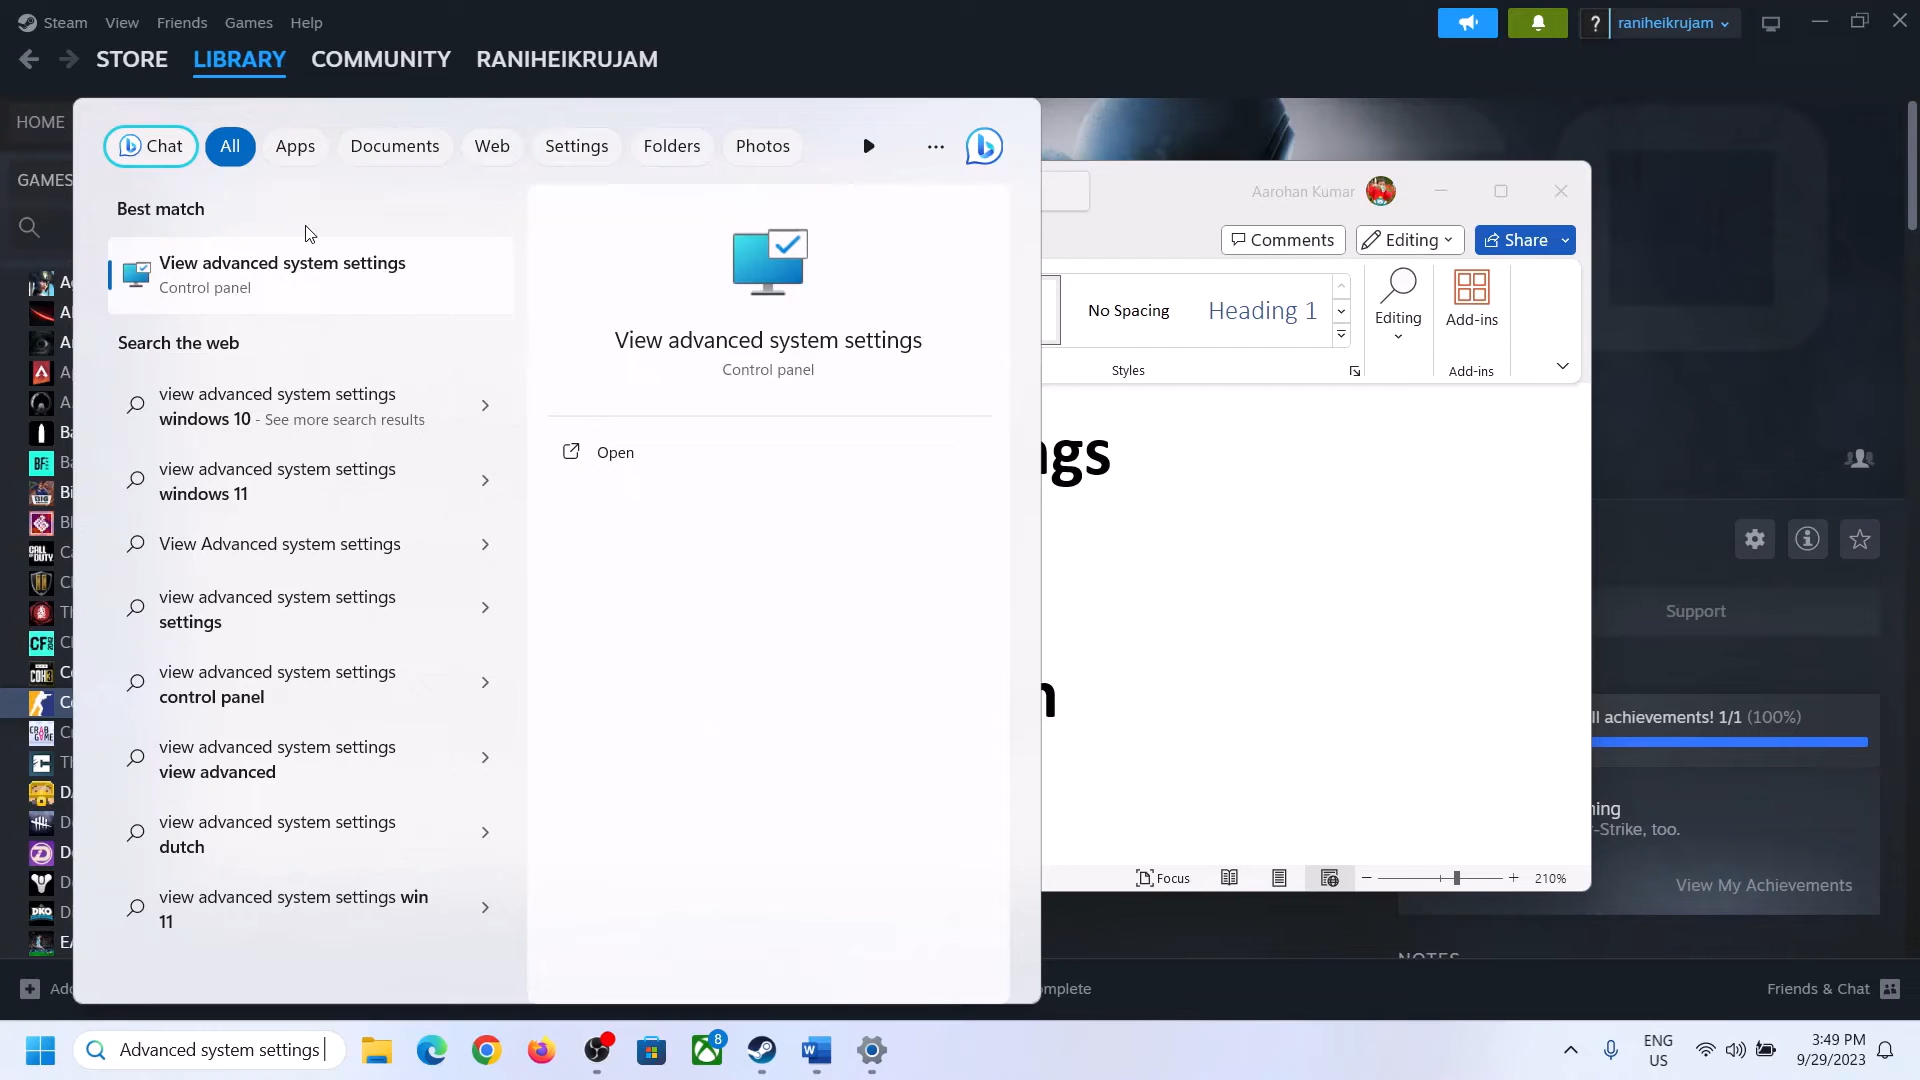 Steam View Friends Games Help
raniheikrujam
STORE LIBRARY COMMUNITY RANIHEIKRUJAM
HOME
GAMES
Chat All Apps Documents Web Settings Folders Photos
Best match
View advanced system settings
Control panel
Search the web
view advanced system settings
windows 10 - See more search results
view advanced system settings
windows 11
View Advanced system settings
view advanced system settings
settings
view advanced system settings
control panel
view advanced system settings
view advanced
view advanced system settings
dutch
view advanced system settings win
11
View advanced system settings
Control panel
Open
Aarohan Kumar
Comments Editing Share
No Spacing Heading 1
Editing
Add-ins
Styles
Add-ins
ngs
n
Focus
210%
Support
ll achievements! 1/1 (100%)
ning
r-Strike, too.
View My Achievements
NOTES
Add
omplete
Friends & Chat
Advanced system settings
8
ENG
US
3:49 PM
9/29/2023